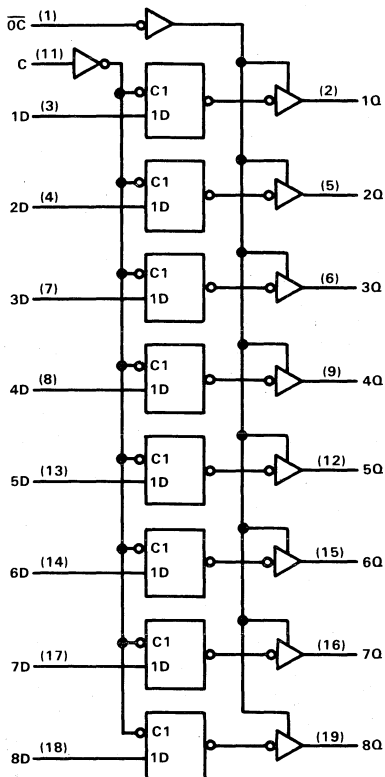 OC (1)
C (11)
C1 (2) 1Q
1D (3) 1D
C1
2D (4) 1D (5) 2Q
C1
3D (7) 1D (6) 3Q
C1
4D (8) 1D (9) 4Q
C1
5D (13) 1D (12) 5Q
C1
6D (14) 1D (15) 6Q
C1
7D (17) 1D (16) 7Q
C1
8D (18) 1D (19) 8Q